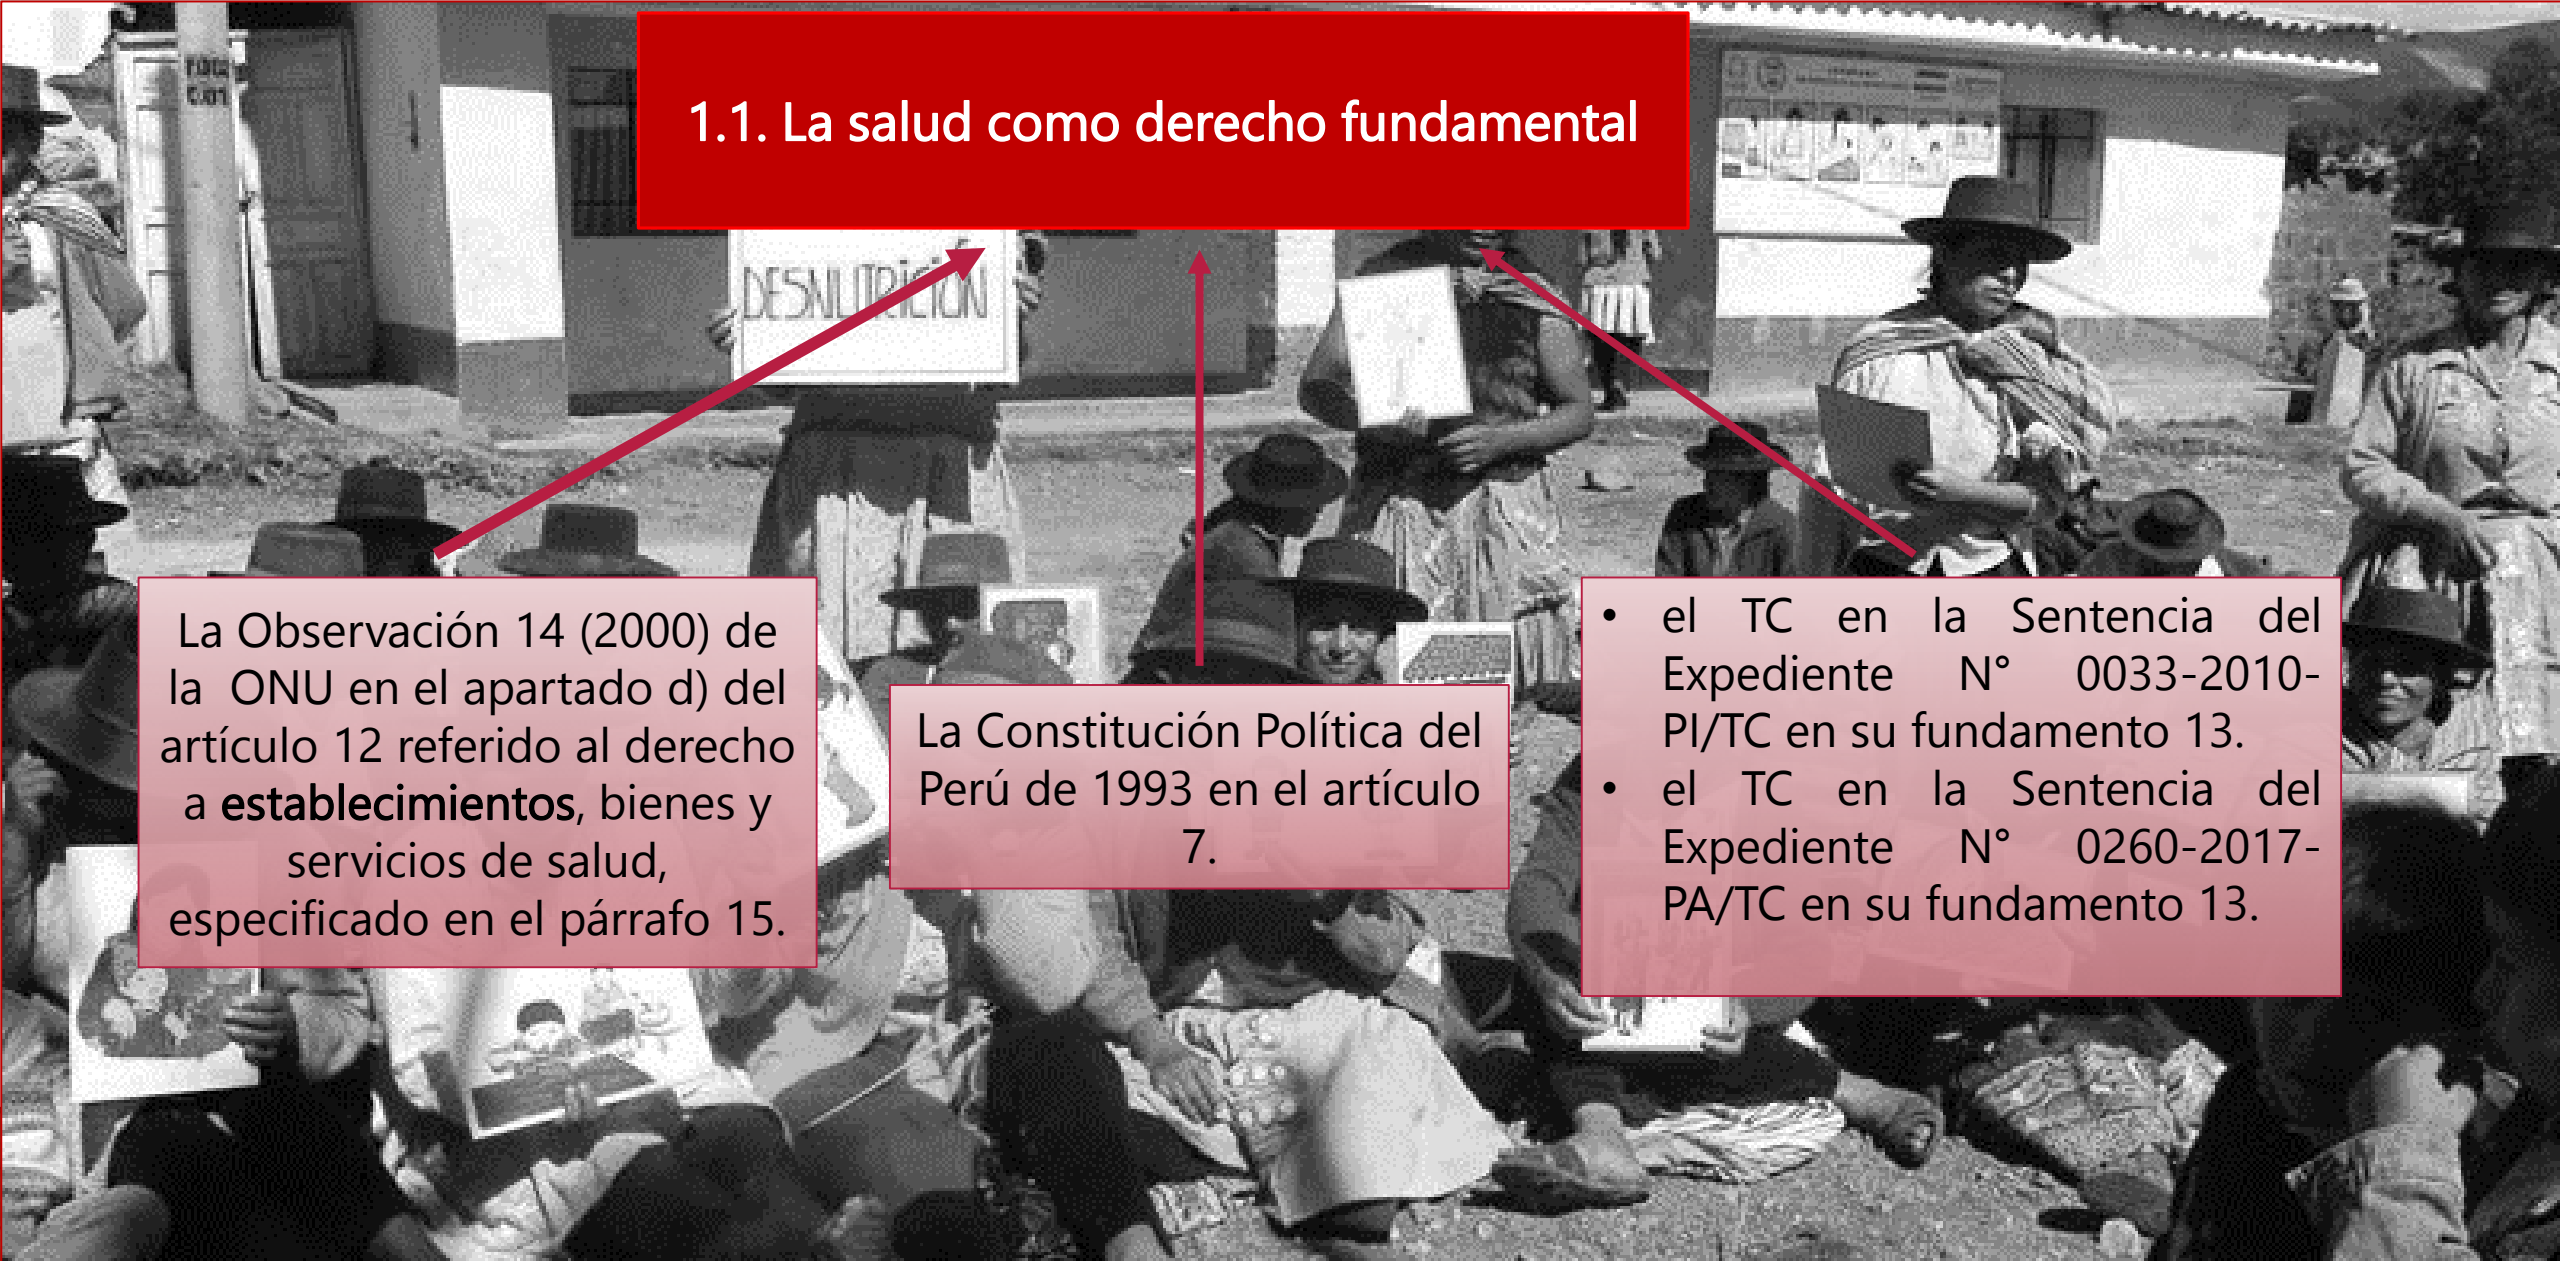 1.1. La salud como derecho fundamental
DESNUTRICIÓN
La Observación 14 (2000) de
la ONU en el apartado d) del
artículo 12 referido al derecho
a establecimientos, bienes y
servicios de salud,
especificado en el párrafo 15.
La Constitución Política del
Perú de 1993 en el artículo
7.
• el TC en la Sentencia del
Expediente N° 0033-2010-
PI/TC en su fundamento 13.
• el TC en la Sentencia del
Expediente N° 0260-2017-
PA/TC en su fundamento 13.